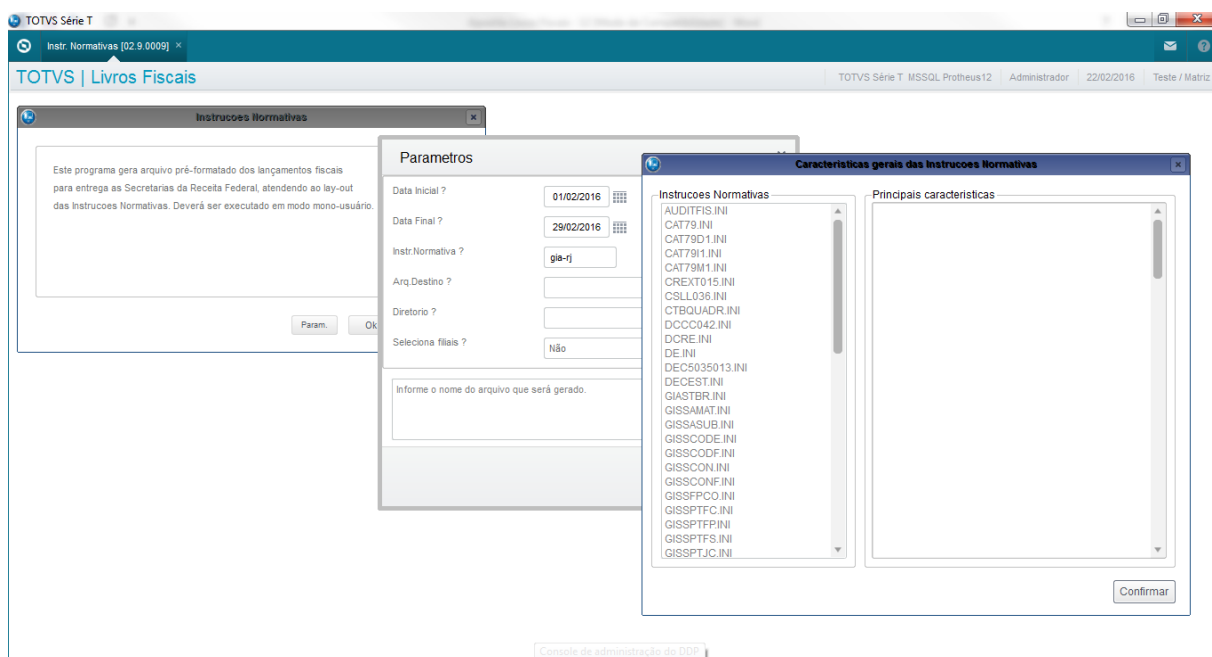 TOTVS Série T
Instr. Normativas [02.9.0009] ×
TOTVS | Livros Fiscais
TOTVS Série T MSSQL Protheus12 Administrador 22/02/2016 Teste / Matriz
Instrucoes Normativas
Este programa gera arquivo pré-formatado dos lançamentos fiscais
para entrega as Secretarias da Receita Federal, atendendo ao lay-out
das Instrucoes Normativas. Deverá ser executado em modo mono-usuário.
Param.
Ok
Parametros
Data Inicial ? 01/02/2016
Data Final ? 29/02/2016
Instr.Normativa ? gia-rj
Arq.Destino ?
Diretorio ?
Seleciona filiais ? Não
Informe o nome do arquivo que será gerado.
Caracteristicas gerais das Instrucoes Normativas
Instrucoes Normativas
AUDITFIS.INI
CAT79.INI
CAT79D1.INI
CAT79I1.INI
CAT79M1.INI
CREXT015.INI
CSLL036.INI
CTBQUADR.INI
DCCC042.INI
DCRE.INI
DE.INI
DEC5035013.INI
DECEST.INI
GIASTBR.INI
GISSAMAT.INI
GISSASUB.INI
GISSCODE.INI
GISSCODF.INI
GISSCON.INI
GISSCONF.INI
GISSFPCO.INI
GISSPTFC.INI
GISSPTFP.INI
GISSPTFS.INI
GISSPTJC.INI
Principais caracteristicas
Confirmar
Console de administração do DDP